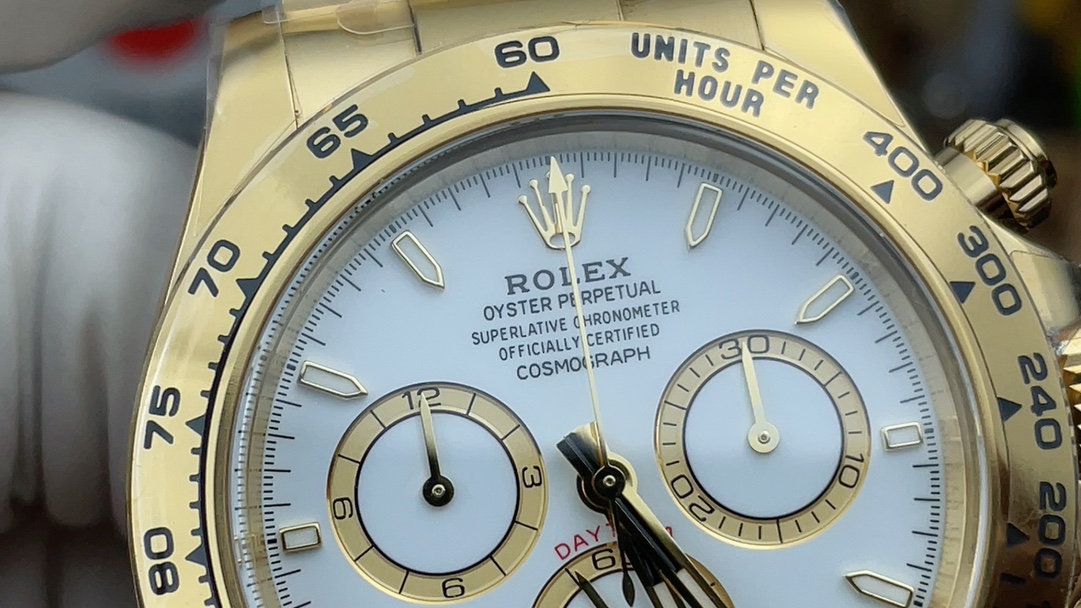 60
UNITS PER
HOUR
65
400
70
300
75
240
80
200
ROLEX
OYSTER PERPETUAL
SUPERLATIVE CHRONOMETER
OFFICIALLY CERTIFIED
COSMOGRAPH
12
3
6
9
30
10
20
60